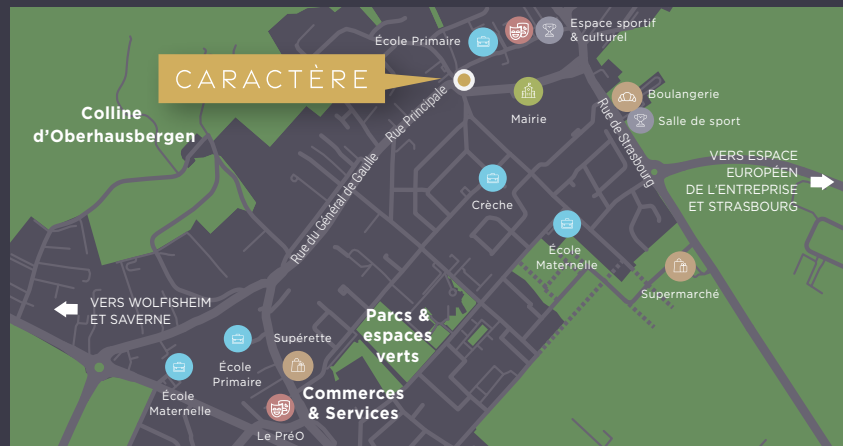 Espace sportif
& culturel
École Primaire
CARACTÈRE
Boulangerie
Mairie
Salle de sport
Colline
d'Oberhausbergen
Rue Principale
Rue de Strasbourg
VERS ESPACE
EUROPÉEN
DE L'ENTREPRISE
ET STRASBOURG
Crèche
Rue du Général de Gaulle
École
Maternelle
Supermarché
VERS WOLFISHEIM
ET SAVERNE
Parcs &
espaces
verts
Supérette
École
Primaire
École
Maternelle
Commerces
& Services
Le PréO